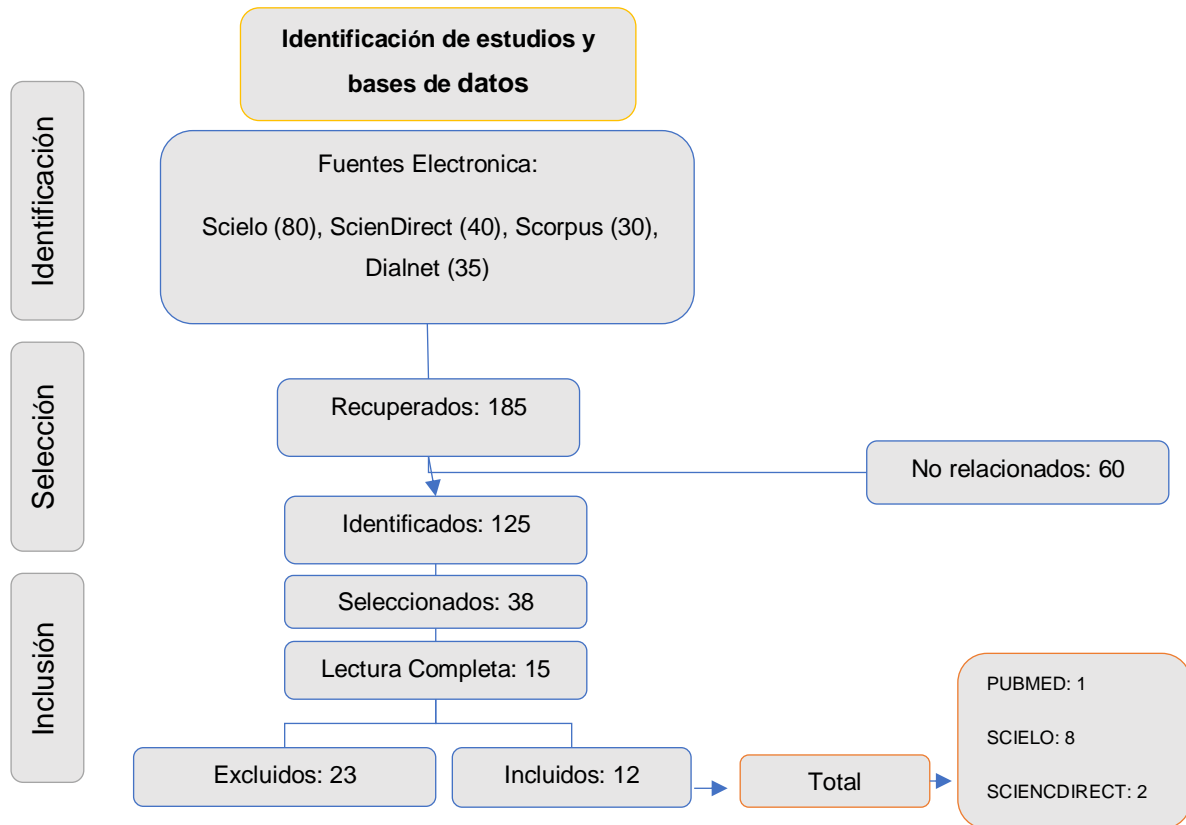 Identificación de estudios y
bases de datos
Identificación
Fuentes Electronica:
Scielo (80), ScienDirect (40), Scorpus (30),
Dialnet (35)
Selección
Recuperados: 185
No relacionados: 60
Identificados: 125
Inclusión
Seleccionados: 38
Lectura Completa: 15
Excluidos: 23
Incluidos: 12
Total
PUBMED: 1
SCIELO: 8
SCIENCDIRECT: 2